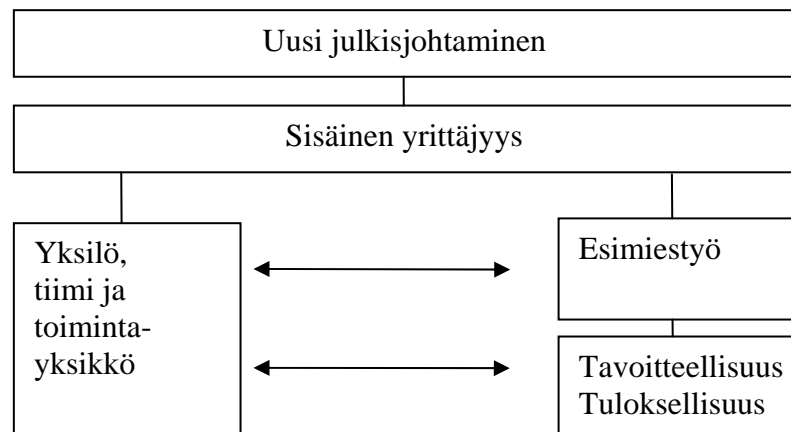 Uusi julkisjohtaminen
Sisäinen yrittäjyys
Yksilö,
tiimi ja
toiminta-
yksikkö
Esimiestyö
Tavoitteellisuus
Tuloksellisuus